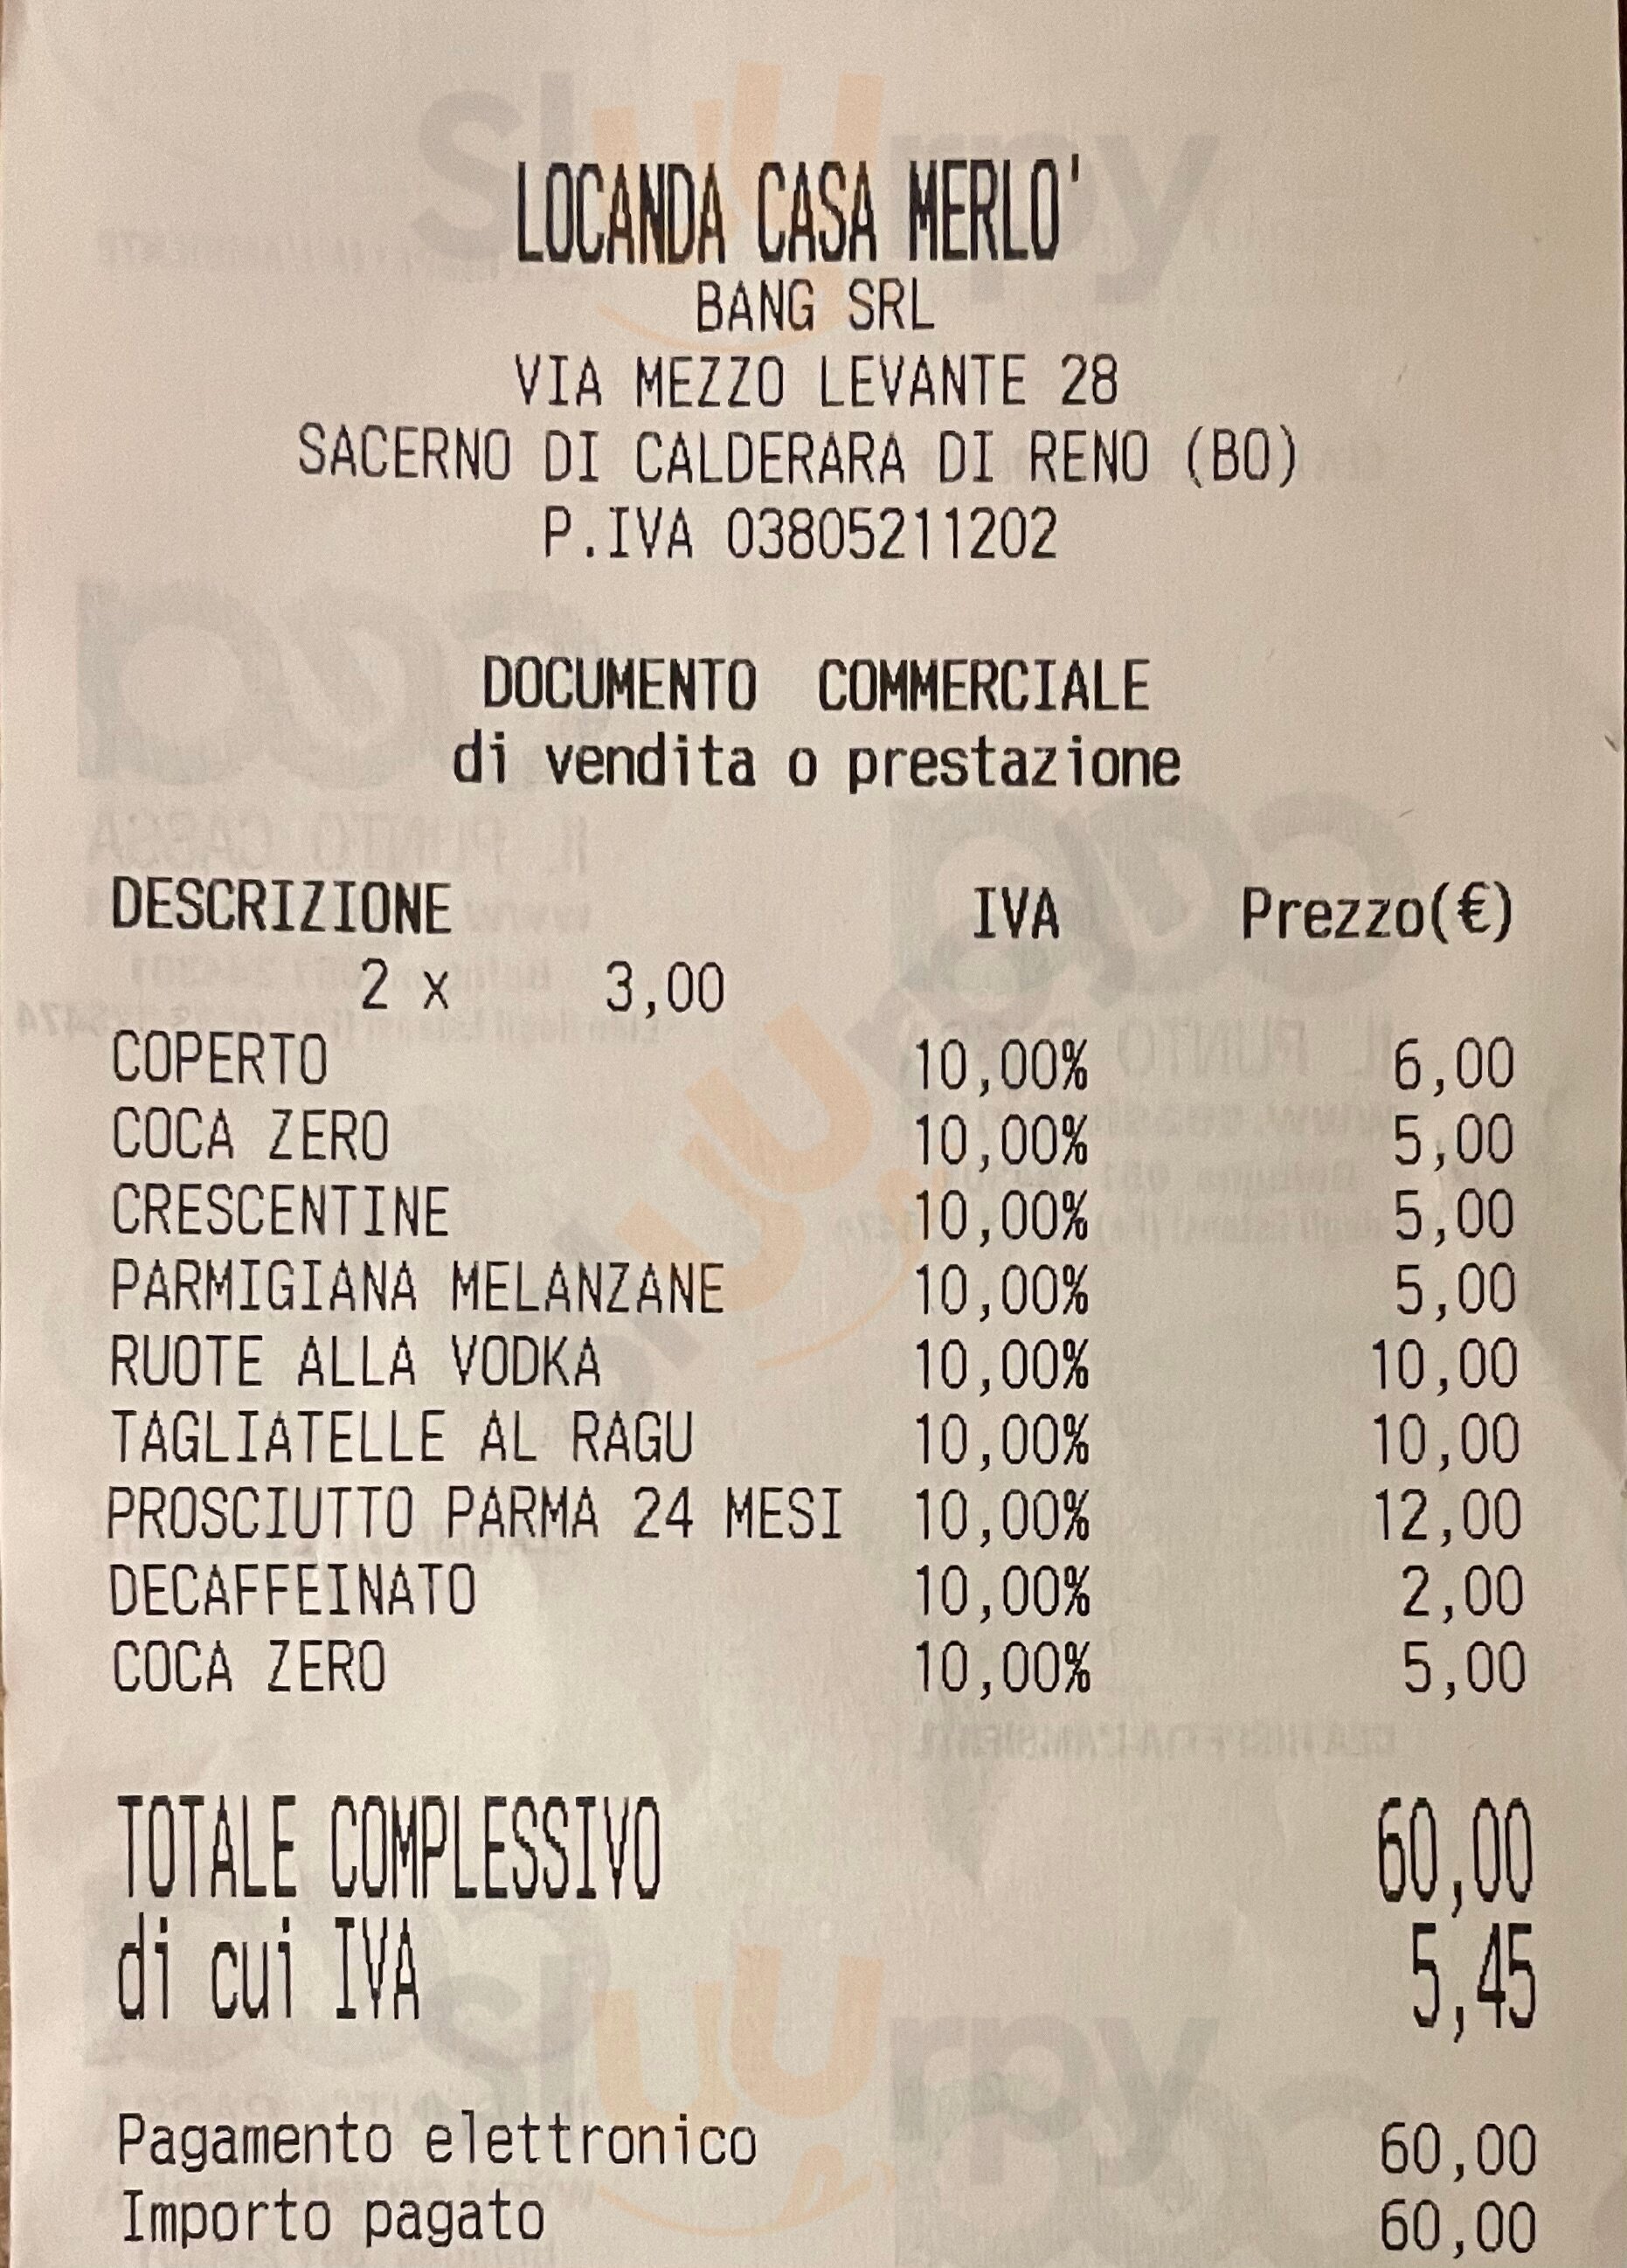 Sluurpy
LOCANDA CASA MERLO'
BANG SRL
VIA MEZZO LEVANTE 28
SACERNO DI CALDERARA DI RENO (BO)
P.IVA 03805211202
DOCUMENTO COMMERCIALE
di vendita o prestazione
DESCRIZIONE IVA Prezzo(€)
2 x 3,00
COPERTO 10,00% 6,00
COCA ZERO 10,00% 5,00
CRESCENTINE 10,00% 5,00
PARMIGIANA MELANZANE 10,00% 5,00
RUOTE ALLA VODKA 10,00% 10,00
TAGLIATELLE AL RAGU 10,00% 10,00
PROSCIUTTO PARMA 24 MESI 10,00% 12,00
DECAFFEINATO 10,00% 2,00
COCA ZERO 10,00% 5,00
Sluurpy
TOTALE COMPLESSIVO 60,00
di cui IVA 5,45
Sluurpy
Pagamento elettronico 60,00
Importo pagato 60,00